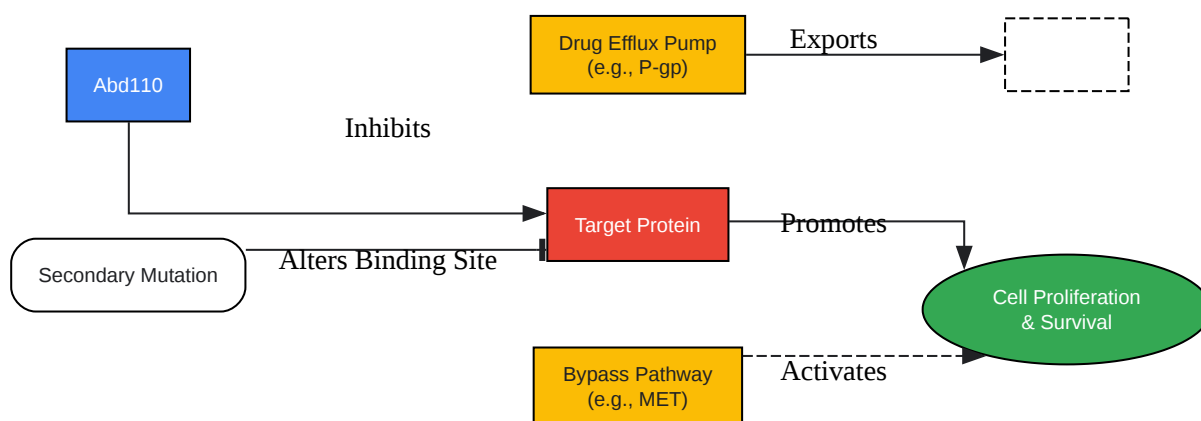 Drug Efflux Pump
(e.g., P-gp)
Exports
Abd110
Inhibits
Target Protein
Promotes
Secondary Mutation
Alters Binding Site
Cell Proliferation
& Survival
Bypass Pathway
(e.g., MET)
Activates